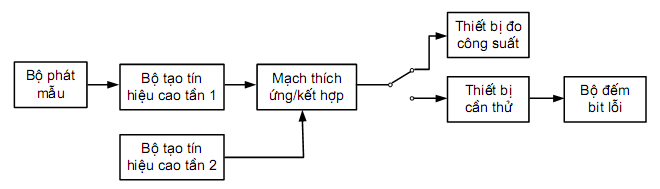 Thiết bị đo
công suất
Bộ phát
mẫu
Bộ tạo tín
hiệu cao tần 1
Mạch thích
ứng/kết hợp
Thiết bị
cần thử
Bộ đếm
bit lỗi
Bộ tạo tín
hiệu cao tần 2